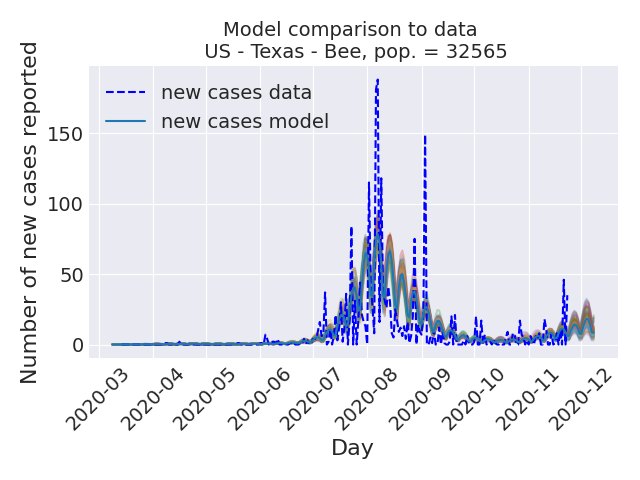 Model comparison to data
US - Texas - Bee, pop. = 32565
Number of new cases reported
new cases data
new cases model
150
100
50
0
2020-03
2020-04
2020-05
2020-06
2020-07
2020-08
2020-09
2020-10
2020-11
2020-12
Day